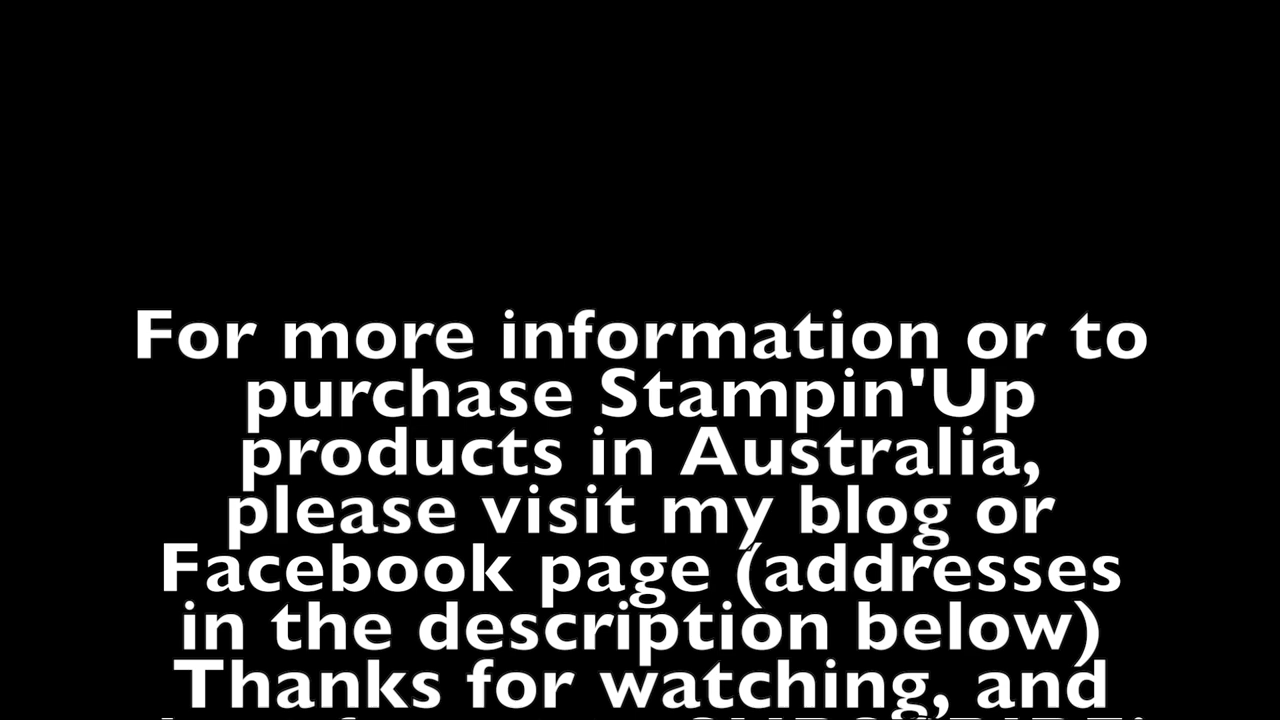 For more information or to
purchase Stampin'Up
products in Australia,
please visit my blog or
Facebook page (addresses
in the description below)
Thanks for watching, and